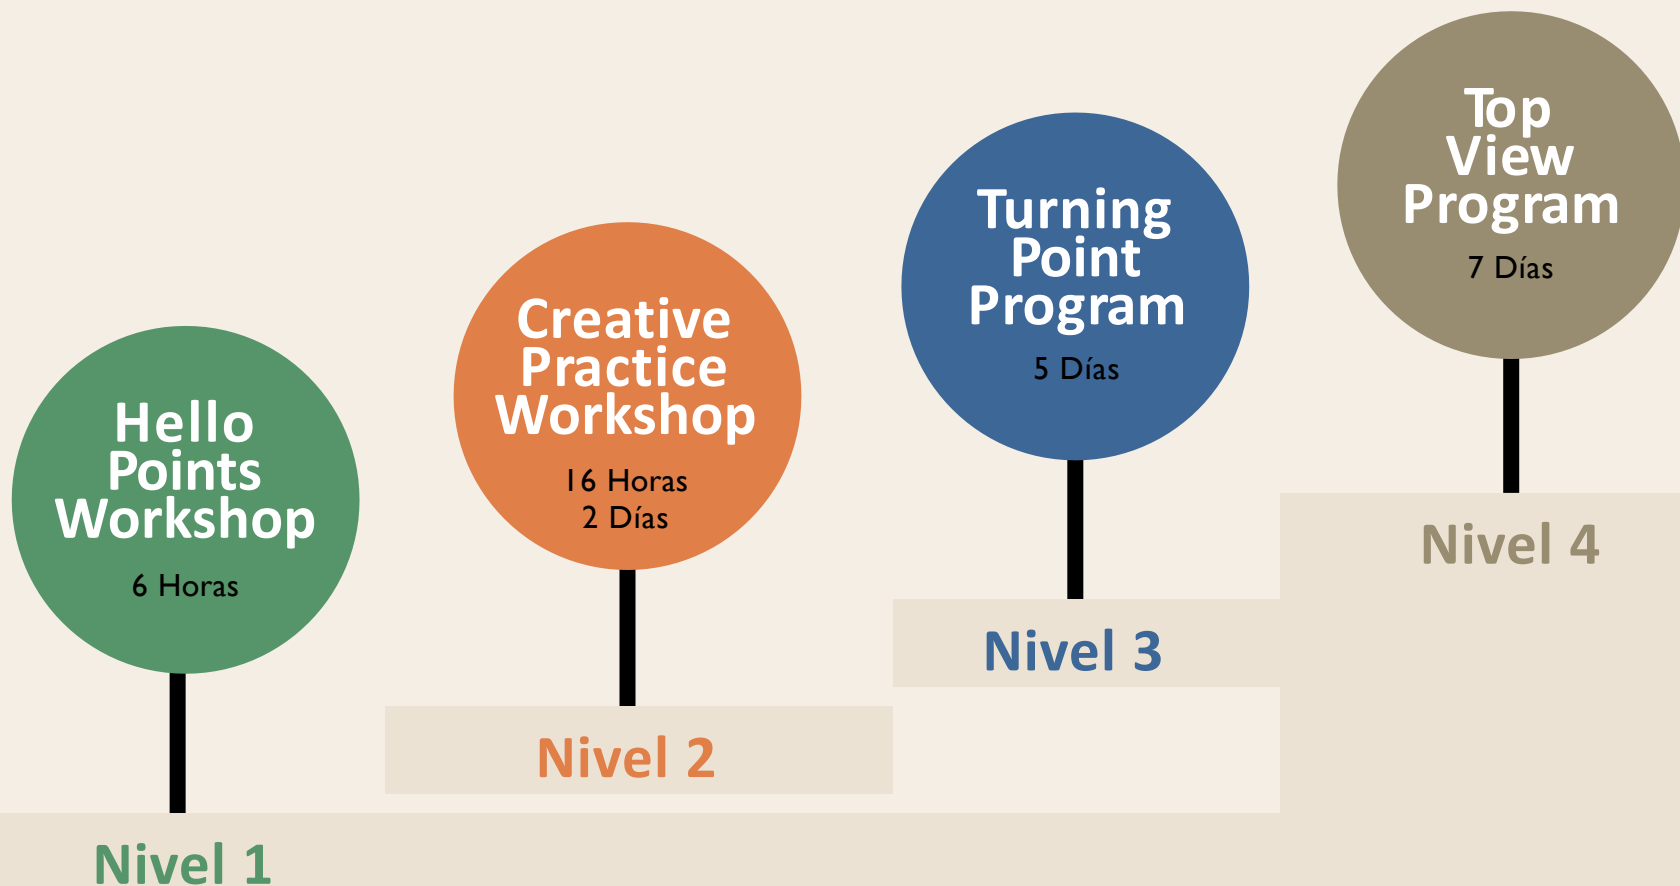 Hello
Points
Workshop
6 Horas
Nivel 1
Creative
Practice
Workshop
16 Horas
2 Días
Nivel 2
Turning
Point
Program
5 Días
Nivel 3
Top
View
Program
7 Días
Nivel 4